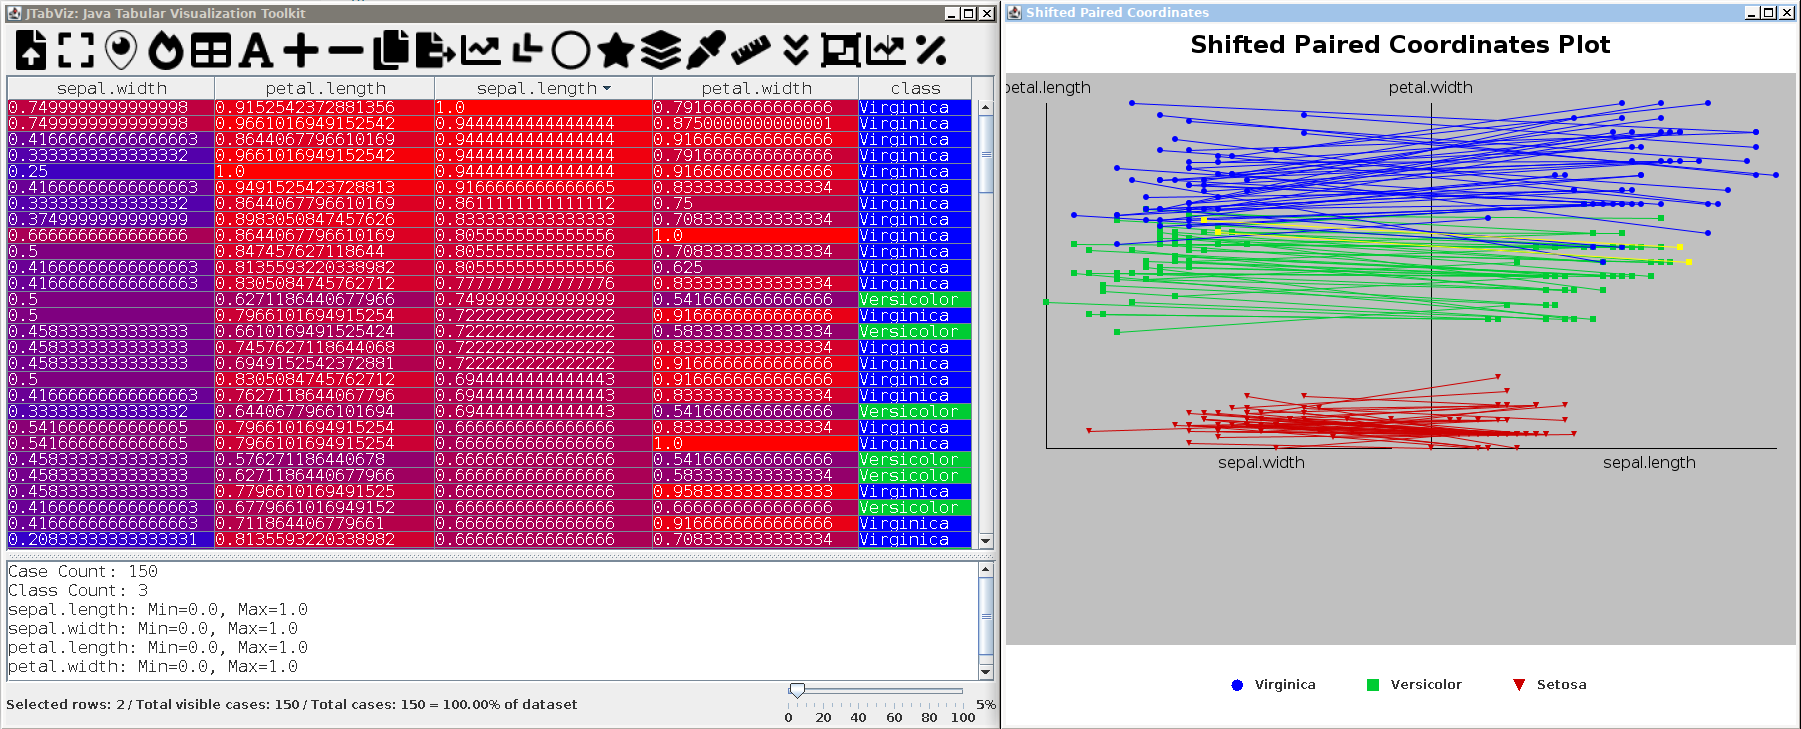 JTabViz: Java Tabular Visualization Toolkit
sepal.width petal.length sepal.length petal.width class
0.7499999999999998 0.9152542372881356 1.0 0.7916666666666666 Virginica
0.7499999999999998 0.9661016949152542 0.9444444444444444 0.8750000000000001 Virginica
0.41666666666666663 0.8644067796610169 0.9444444444444444 0.9166666666666666 Virginica
0.3333333333333332 0.9661016949152542 0.9444444444444444 0.7916666666666666 Virginica
0.25 1.0 0.9444444444444444 0.9166666666666666 Virginica
0.41666666666666663 0.9491525423728813 0.9166666666666665 0.8333333333333334 Virginica
0.3333333333333332 0.8644067796610169 0.8611111111111112 0.75 Virginica
0.3749999999999999 0.8983050847457626 0.8333333333333333 0.7083333333333334 Virginica
0.6666666666666666 0.8644067796610169 0.8055555555555556 1.0 Virginica
0.5 0.847457627118644 0.8055555555555556 0.7083333333333334 Virginica
0.41666666666666663 0.8135593220338982 0.8055555555555556 0.625 Virginica
0.41666666666666663 0.8305084745762712 0.7777777777777776 0.8333333333333334 Virginica
0.5 0.6271186440677966 0.7499999999999999 0.5416666666666666 Versicolor
0.5 0.7966101694915254 0.7222222222222222 0.9166666666666666 Virginica
0.4583333333333333 0.6610169491525424 0.7222222222222222 0.5833333333333334 Versicolor
0.4583333333333333 0.7457627118644068 0.7222222222222222 0.8333333333333334 Virginica
0.4583333333333333 0.6949152542372881 0.7222222222222222 0.9166666666666666 Virginica
0.5 0.8305084745762712 0.6944444444444443 0.9166666666666666 Virginica
0.41666666666666663 0.7627118644067796 0.6944444444444443 0.8333333333333334 Virginica
0.3333333333333332 0.6440677966101694 0.6944444444444443 0.5416666666666666 Versicolor
0.5416666666666665 0.7966101694915254 0.6666666666666666 0.8333333333333334 Virginica
0.5416666666666665 0.7966101694915254 0.6666666666666666 1.0 Virginica
0.4583333333333333 0.576271186440678 0.6666666666666666 0.5416666666666666 Versicolor
0.4583333333333333 0.6271186440677966 0.6666666666666666 0.5833333333333334 Versicolor
0.4583333333333333 0.7796610169491525 0.6666666666666666 0.9583333333333333 Virginica
0.41666666666666663 0.6779661016949152 0.6666666666666666 0.6666666666666666 Versicolor
0.41666666666666663 0.711864406779661 0.6666666666666666 0.9166666666666666 Virginica
0.20833333333333331 0.8135593220338982 0.6666666666666666 0.7083333333333334 Virginica
Case Count: 150
Class Count: 3
sepal.length: Min=0.0, Max=1.0
sepal.width: Min=0.0, Max=1.0
petal.length: Min=0.0, Max=1.0
petal.width: Min=0.0, Max=1.0
Selected rows: 2 / Total visible cases: 150 / Total cases: 150 = 100.00% of dataset
5%
0 20 40 60 80 100
Shifted Paired Coordinates
Shifted Paired Coordinates Plot
petal.length petal.width
sepal.width sepal.length
Virginica Versicolor Setosa